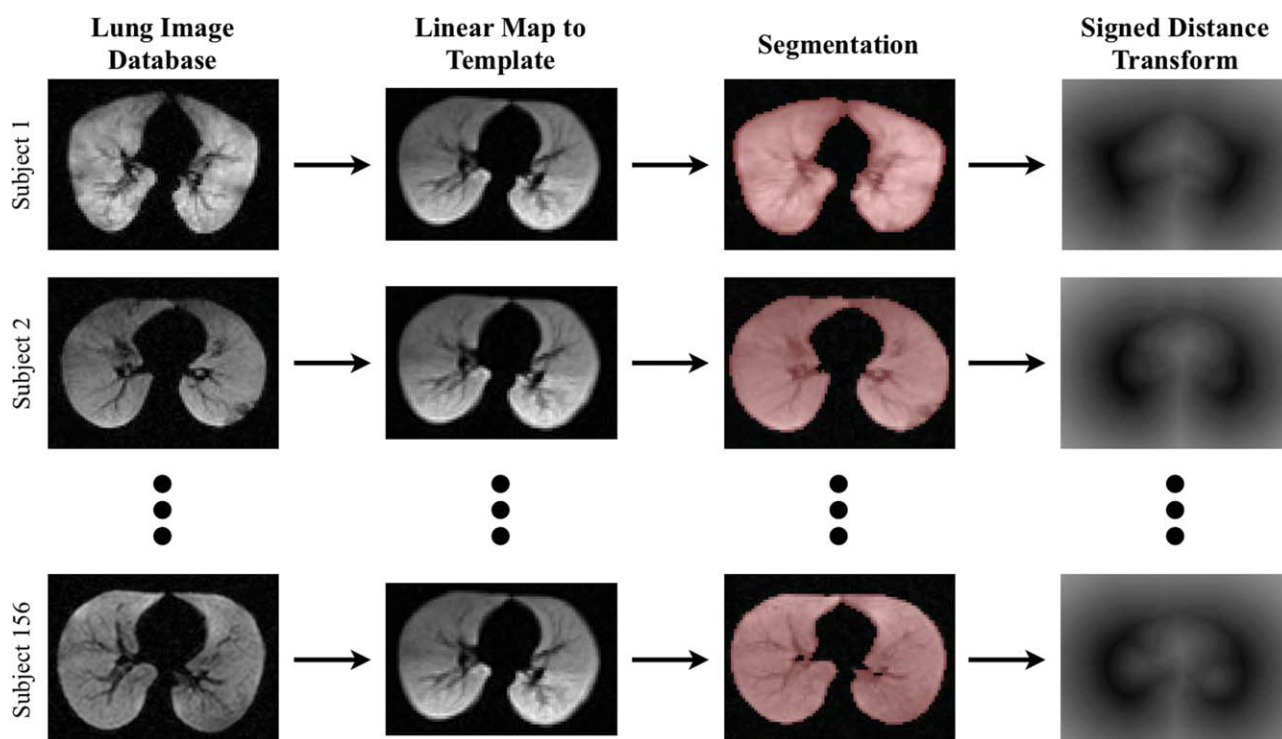 Lung Image
Database
Linear Map to
Template
Segmentation
Signed Distance
Transform
Subject 1
Subject 2
Subject 156